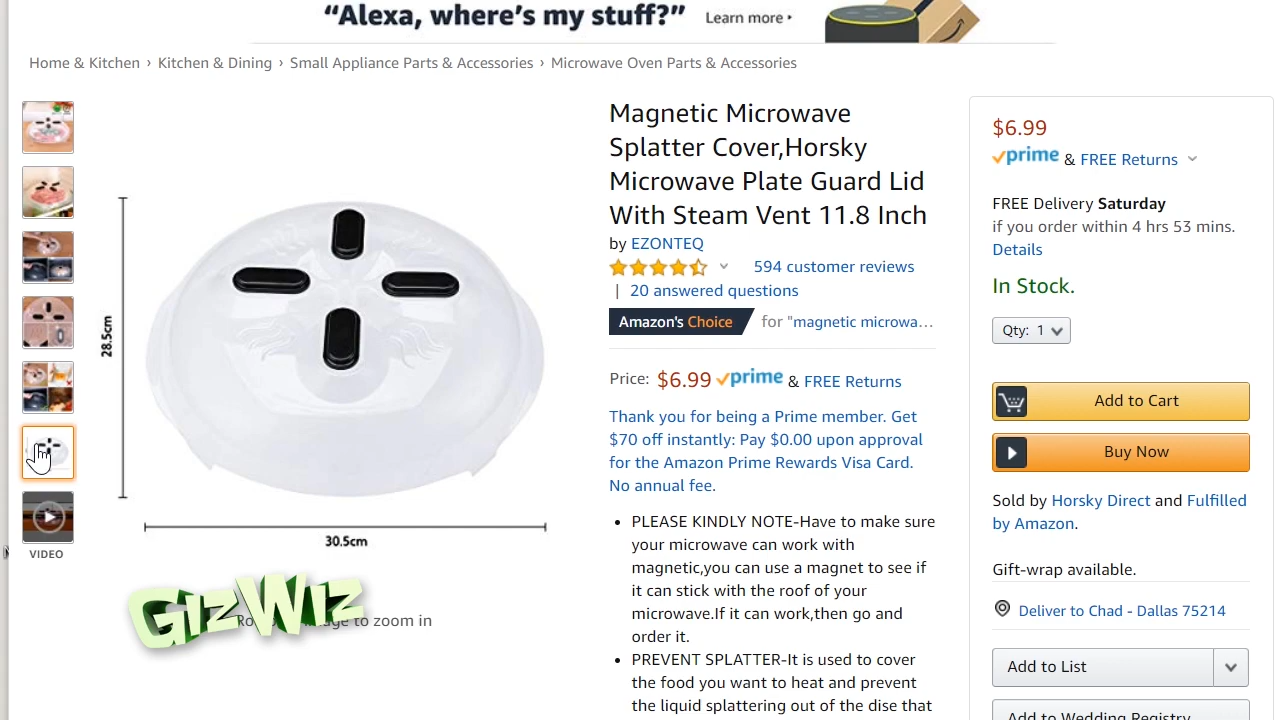 “Alexa, where’s my stuff?” Learn more
Home & Kitchen › Kitchen & Dining › Small Appliance Parts & Accessories › Microwave Oven Parts & Accessories
28.5cm
30.5cm
VIDEO
GizWiz
to zoom in
Magnetic Microwave
Splatter Cover,Horsky
Microwave Plate Guard Lid
With Steam Vent 11.8 Inch
by EZONTEQ
594 customer reviews
| 20 answered questions
Amazon's Choice for "magnetic microwa…
Price: $6.99 prime & FREE Returns
Thank you for being a Prime member. Get
$70 off instantly: Pay $0.00 upon approval
for the Amazon Prime Rewards Visa Card.
No annual fee.
• PLEASE KINDLY NOTE-Have to make sure
your microwave can work with
magnetic,you can use a magnet to see if
it can stick with the roof of your
microwave.If it can work,then go and
order it.
• PREVENT SPLATTER-It is used to cover
the food you want to heat and prevent
the liquid splattering out of the dise that
$6.99
prime & FREE Returns
FREE Delivery Saturday
if you order within 4 hrs 53 mins.
Details
In Stock.
Qty: 1
Add to Cart
Buy Now
Sold by Horsky Direct and Fulfilled
by Amazon.
Gift-wrap available.
Deliver to Chad - Dallas 75214
Add to List
Add to Wedding Registry